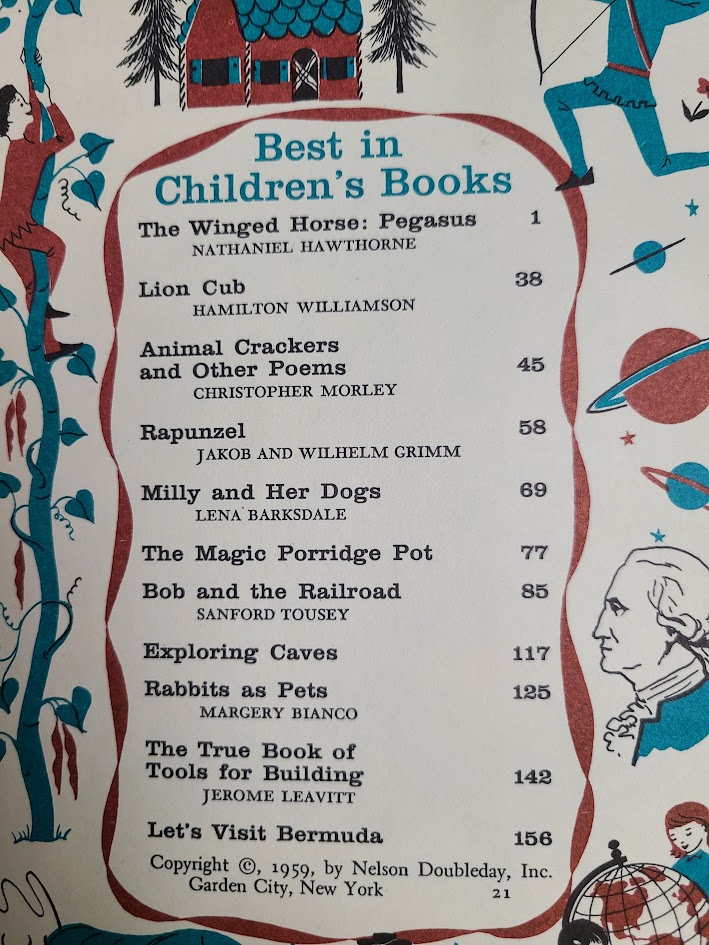 Best in
Children's Books
The Winged Horse: Pegasus 1
NATHANIEL HAWTHORNE
Lion Cub 38
HAMILTON WILLIAMSON
Animal Crackers
and Other Poems 45
CHRISTOPHER MORLEY
Rapunzel 58
JAKOB AND WILHELM GRIMM
Milly and Her Dogs 69
LENA BARKSDALE
The Magic Porridge Pot 77
Bob and the Railroad 85
SANFORD TOUSEY
Exploring Caves 117
Rabbits as Pets 125
MARGERY BIANCO
The True Book of
Tools for Building 142
JEROME LEAVITT
Let's Visit Bermuda 156
Copyright ©, 1959, by Nelson Doubleday, Inc.
Garden City, New York 21